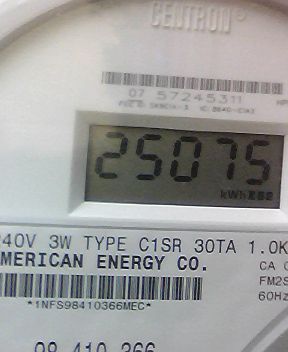 CENTRON®
07 57245311
25075
kWh
240V 3W TYPE C1SR 30TA 1.0K
MERICAN ENERGY CO.
CA
FM2S
60Hz
*1NFS98410366MEC*
98 410 366